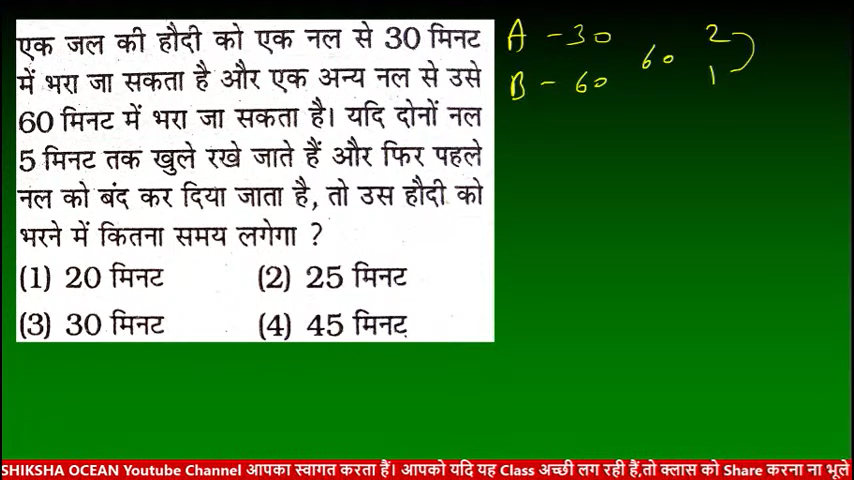 एक जल की हौदी को एक नल से 30 मिनट
में भरा जा सकता है और एक अन्य नल से उसे
60 मिनट में भरा जा सकता है। यदि दोनों नल
5 मिनट तक खुले रखे जाते हैं और फिर पहले
नल को बंद कर दिया जाता है, तो उस हौदी को
भरने में कितना समय लगेगा ?
(1) 20 मिनट (2) 25 मिनट
(3) 30 मिनट (4) 45 मिनट
A - 30 2
60
B - 60 1
SHIKSHA OCEAN Youtube Channel आपका स्वागत करता हैं। आपको यदि यह Class अच्छी लग रही हैं,तो क्लास को Share करना ना भूले